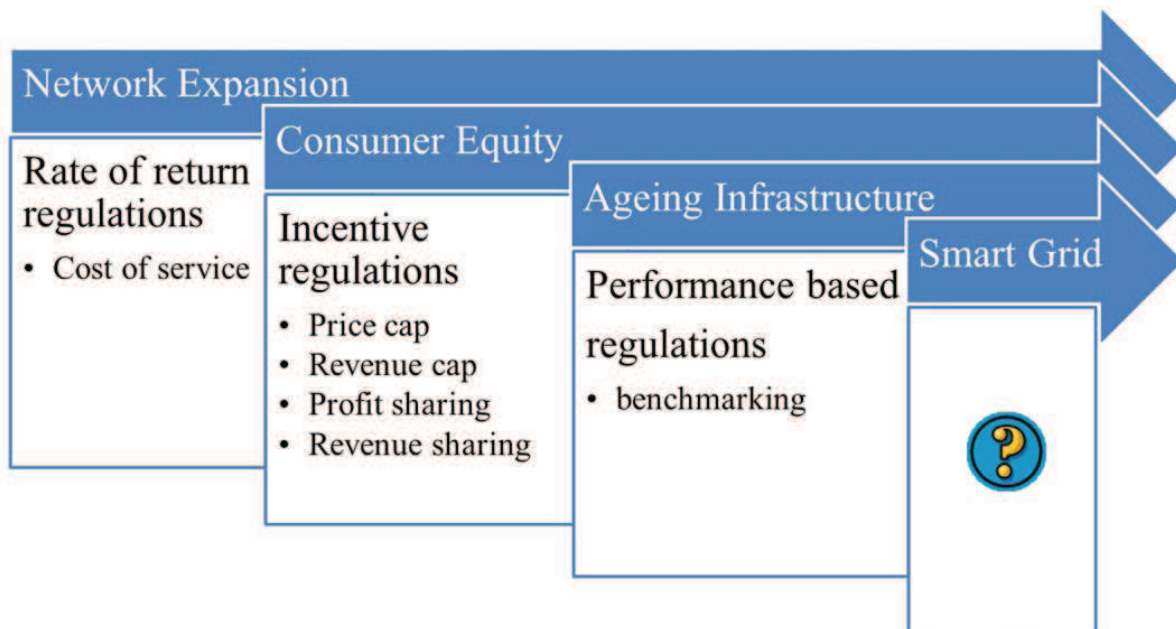 Network Expansion
Rate of return
regulations
• Cost of service
Consumer Equity
Incentive
regulations
• Price cap
• Revenue cap
• Profit sharing
• Revenue sharing
Ageing Infrastructure
Performance based
regulations
• benchmarking
Smart Grid
?